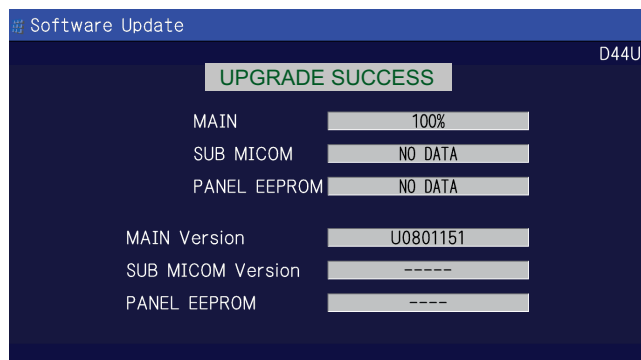 Software Update
D44U
UPGRADE SUCCESS
MAIN 100%
SUB MICOM NO DATA
PANEL EEPROM NO DATA
MAIN Version U0801151
SUB MICOM Version -----
PANEL EEPROM ----